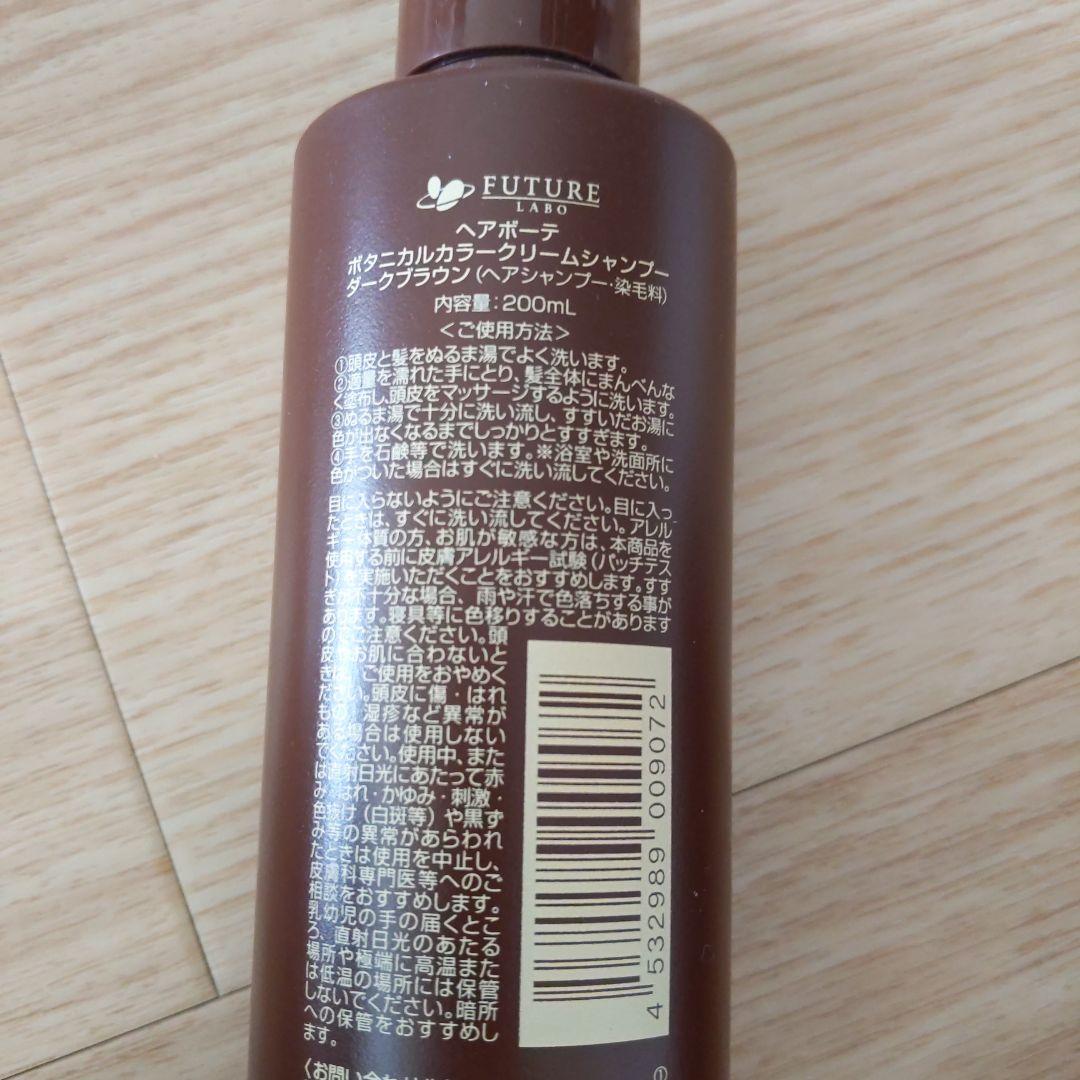 FUTURE
LABO
ヘアボーテ
ボタニカルカラークリームシャンプー
ダークブラウン(ヘアシャンプー・染毛料)
内容量:200mL
<ご使用方法>
①頭皮と髪をぬるま湯でよく洗います。
②適量を濡れた手にとり、髪全体にまんべんな
く塗布し、頭皮をマッサージするように洗います。
③ぬるま湯で十分に洗い流し、すすいだお湯に
色が出なくなるまでしっかりとすすぎます。
④手を石鹸等で洗います。※浴室や洗面所に
色がついた場合はすぐに洗い流してください。
目に入らないようにご注意ください。目に入っ
たときは、すぐに洗い流してください。アレル
ギー体質の方、お肌が敏感な方は、本商品を
使用する前に皮膚アレルギー試験(パッチテス
ト)を実施いただくことをおすすめします。すす
ぎが不十分な場合、雨や汗で色落ちする事が
あります。寝具等に色移りすることがあります
のでご注意ください。頭
皮やお肌に合わないと
きは、ご使用をおやめく
ださい。頭皮に傷・はれ
もの、湿疹など異常が
ある場合は使用しない
でください。使用中、また
は直射日光にあたって赤
み・はれ・かゆみ・刺激・
色抜け(白斑等)や黒ず
み等の異常があらわれ
たときは使用を中止し、
皮膚科専門医等へのご
相談をおすすめします。
乳幼児の手の届くとこ
ろ、直射日光のあたる
場所や極端に高温また
は低温の場所には保管
しないでください。暗所
への保管をおすすめし
ます。
4 532989 009072